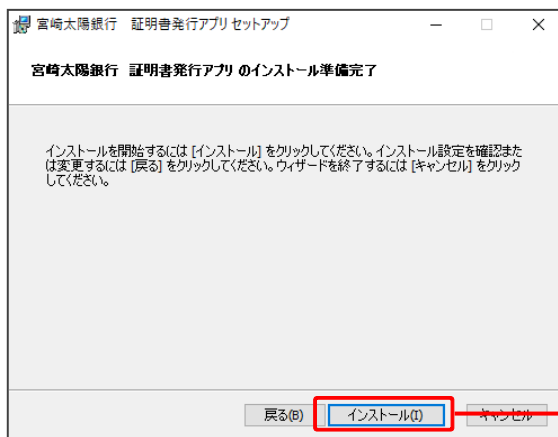 宮崎太陽銀行　証明書発行アプリ セットアップ
宮崎太陽銀行　証明書発行アプリ のインストール準備完了
インストールを開始するには [インストール] をクリックしてください。インストール設定を確認また
は変更するには [戻る] をクリックしてください。ウィザードを終了するには [キャンセル] をクリック
してください。
戻る(B) インストール(I) キャンセル